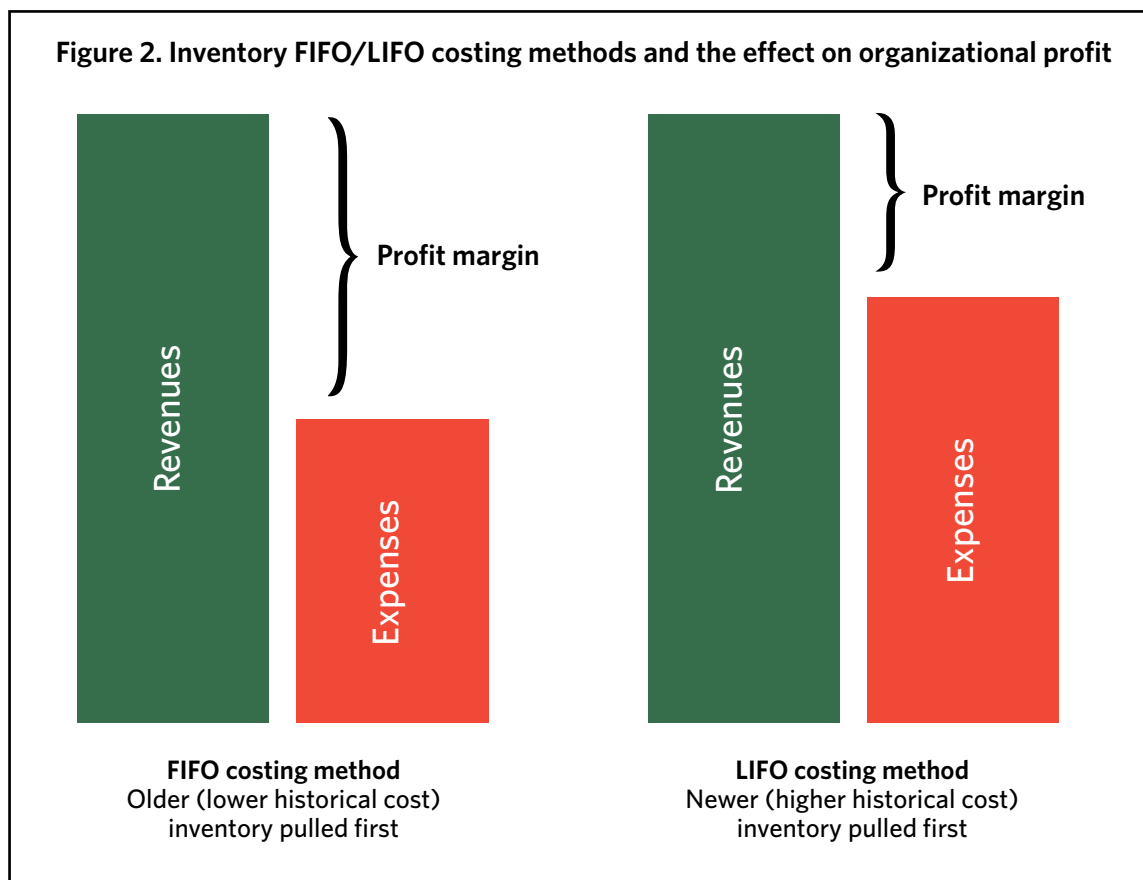 Figure 2. Inventory FIFO/LIFO costing methods and the effect on organizational profit
Profit margin
Revenues
Expenses
FIFO costing method
Older (lower historical cost)
inventory pulled first
Profit margin
Revenues
Expenses
LIFO costing method
Newer (higher historical cost)
inventory pulled first